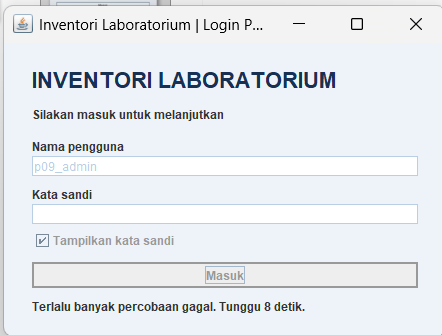 Inventori Laboratorium | Login P...
INVENTORI LABORATORIUM
Silakan masuk untuk melanjutkan
Nama pengguna
p09_admin
Kata sandi
Tampilkan kata sandi
Masuk
Terlalu banyak percobaan gagal. Tunggu 8 detik.